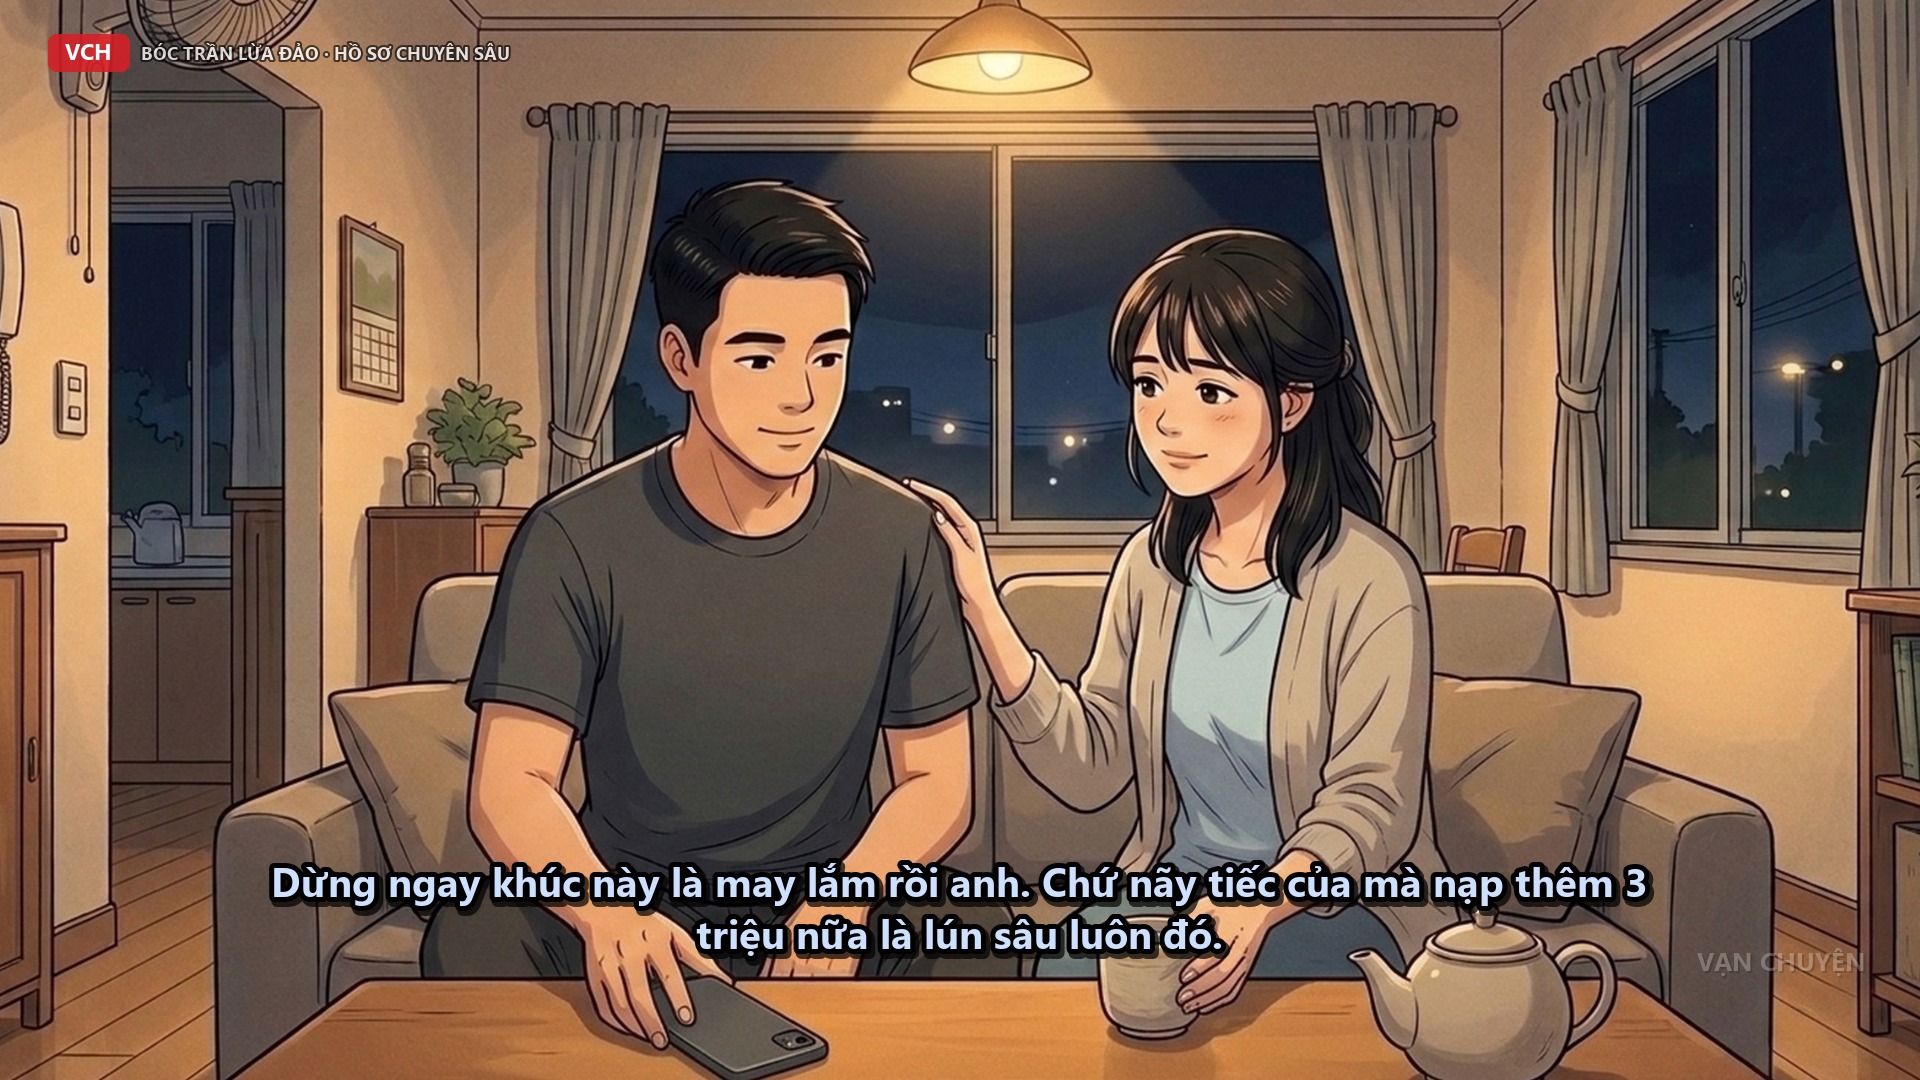 VCH BÓC TRẦN LỪA ĐẢO · HỒ SƠ CHUYÊN SÂU
Dừng ngay khúc này là may lắm rồi anh. Chứ nãy tiếc của mà nạp thêm 3
triệu nữa là lún sâu luôn đó.
VẠN CHUYỆN